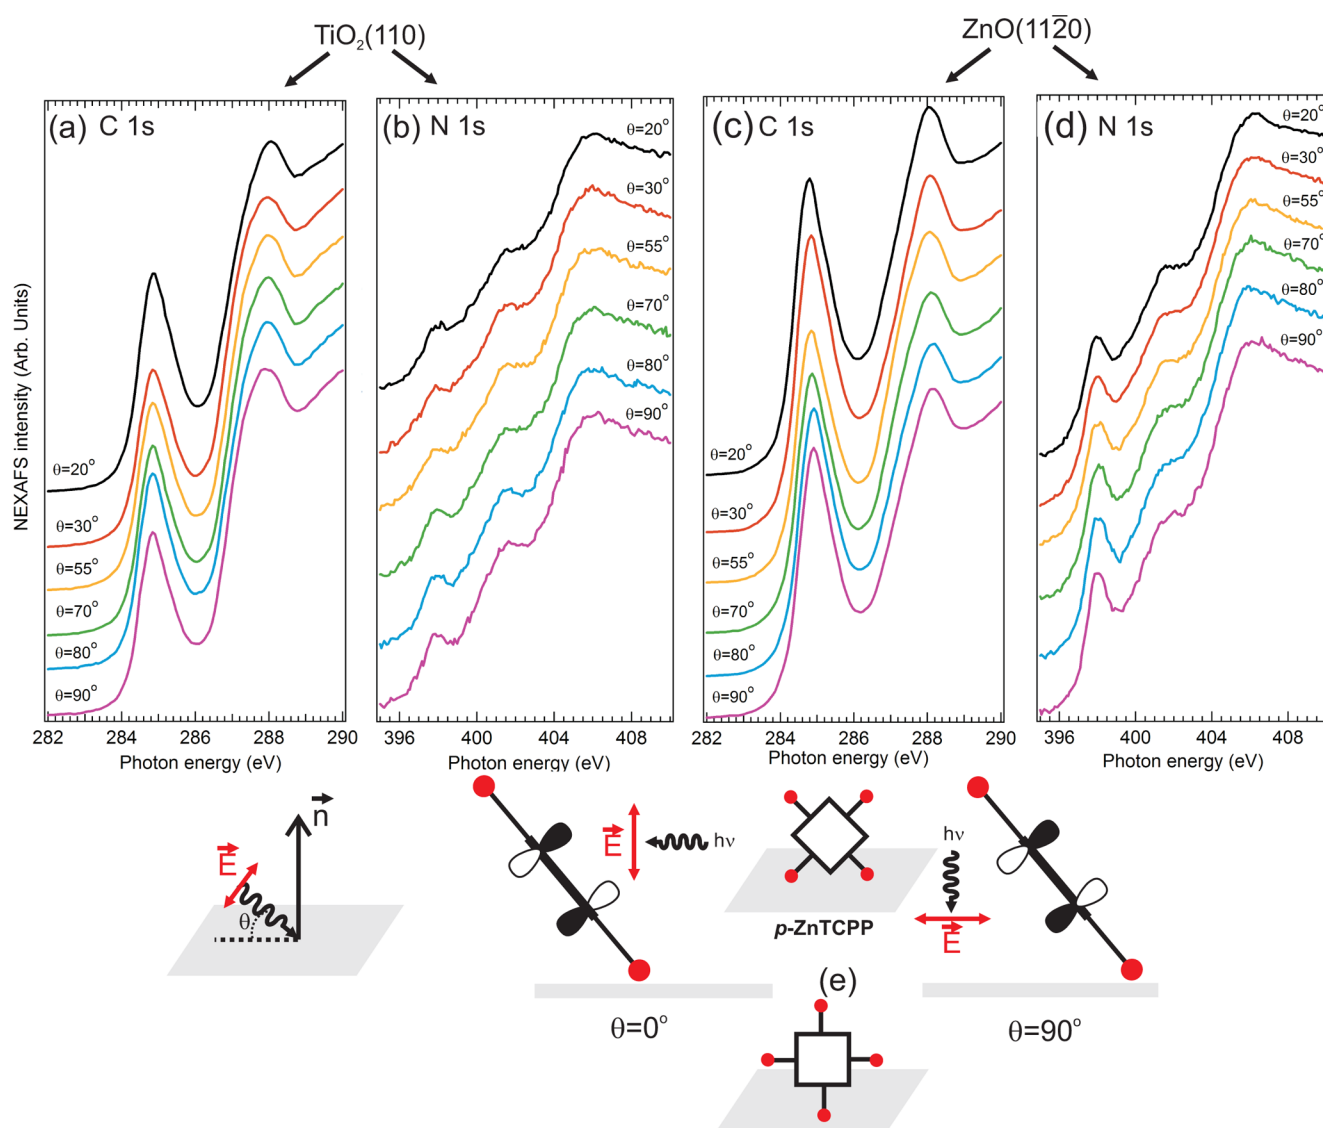 TiO₂(110)
ZnO(112̅0)
(a) C 1s
(b) N 1s
(c) C 1s
(d) N 1s
NEXAFS intensity (Arb. Units)
θ=20°
θ=30°
θ=55°
θ=70°
θ=80°
θ=90°
282 284 286 288 290
Photon energy (eV)
θ=20°
θ=30°
θ=55°
θ=70°
θ=80°
θ=90°
396 400 404 408
Photon energy (eV)
θ=20°
θ=30°
θ=55°
θ=70°
θ=80°
θ=90°
282 284 286 288 290
Photon energy (eV)
θ=20°
θ=30°
θ=55°
θ=70°
θ=80°
θ=90°
396 400 404 408
Photon energy (eV)
n
E
θ
E
hν
θ=0°
p-ZnTCPP
hν
E
θ=90°
(e)